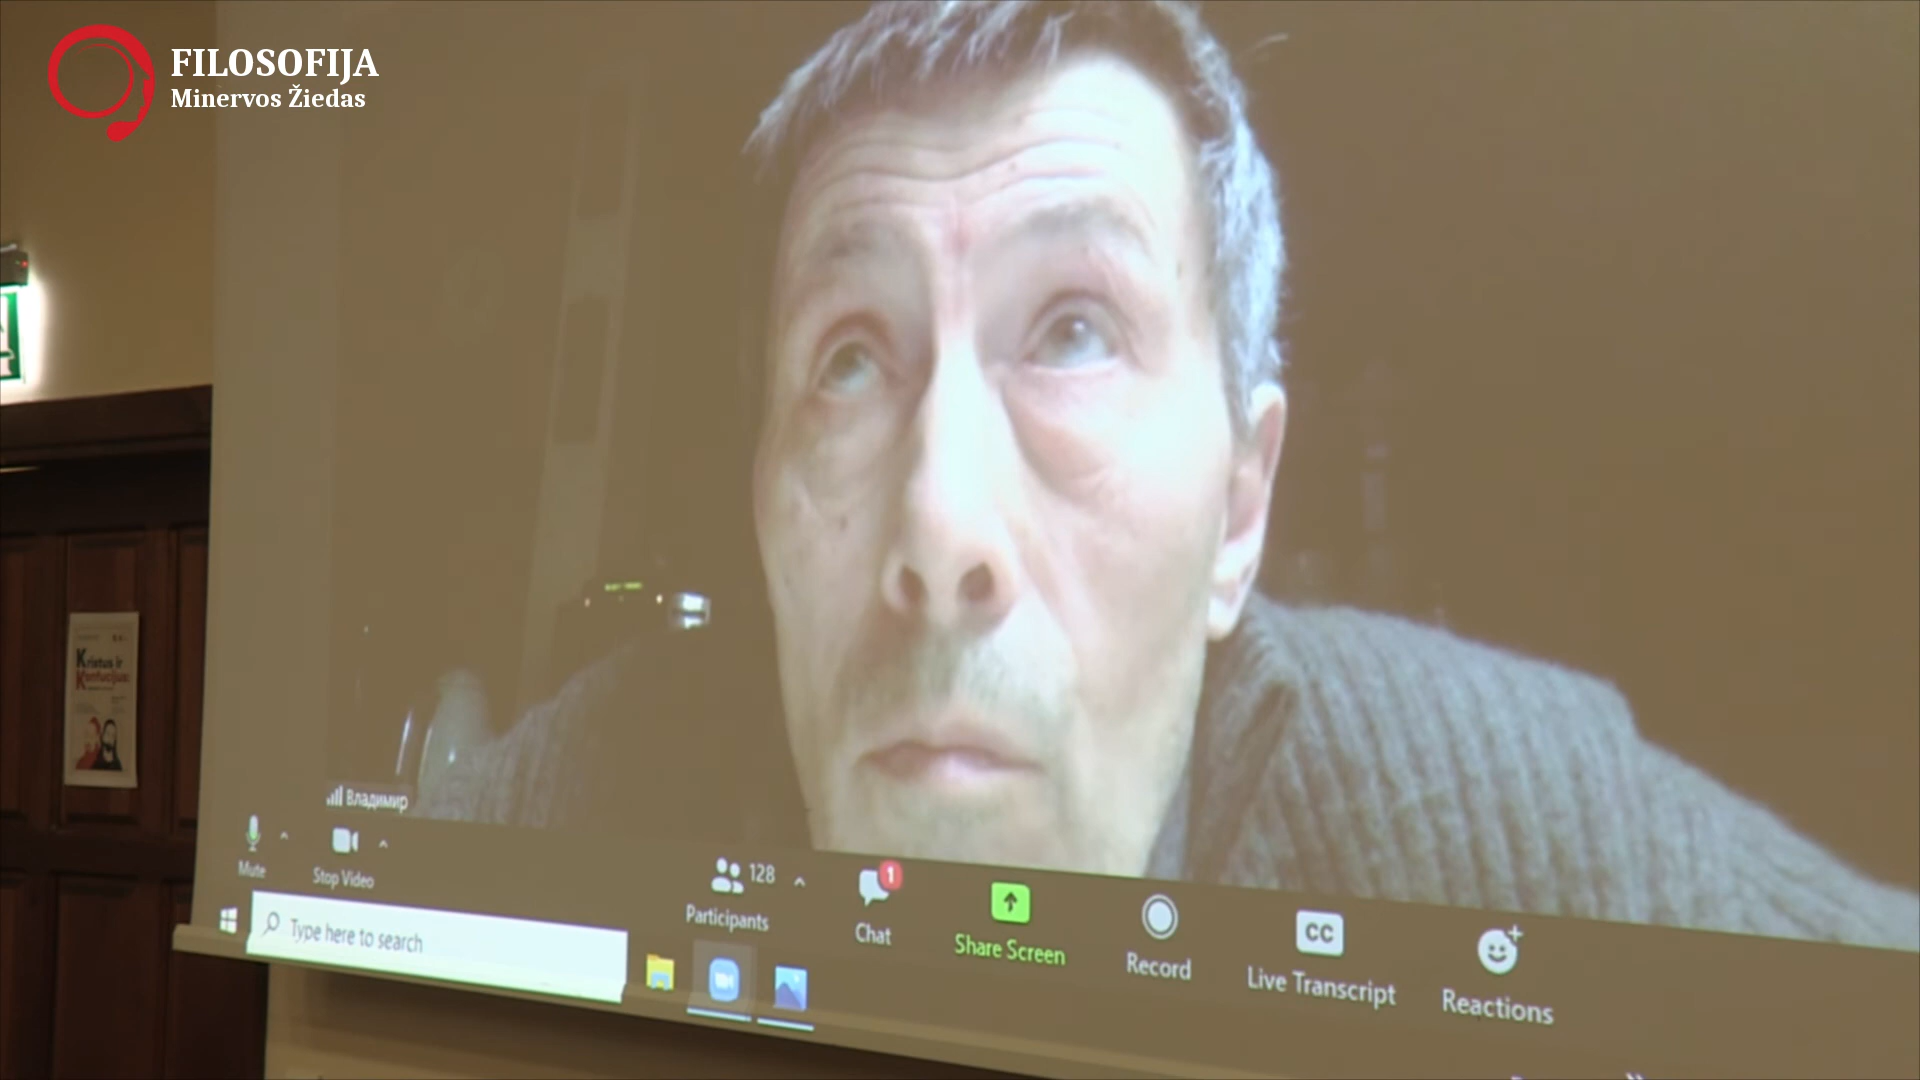 FILOSOFIJA
Minervos Žiedas
Kristus ir
Konfucijus:
Владимир
Mute
Stop Video
128
Participants
1
Chat
Share Screen
Record
CC
Live Transcript
Reactions
Type here to search